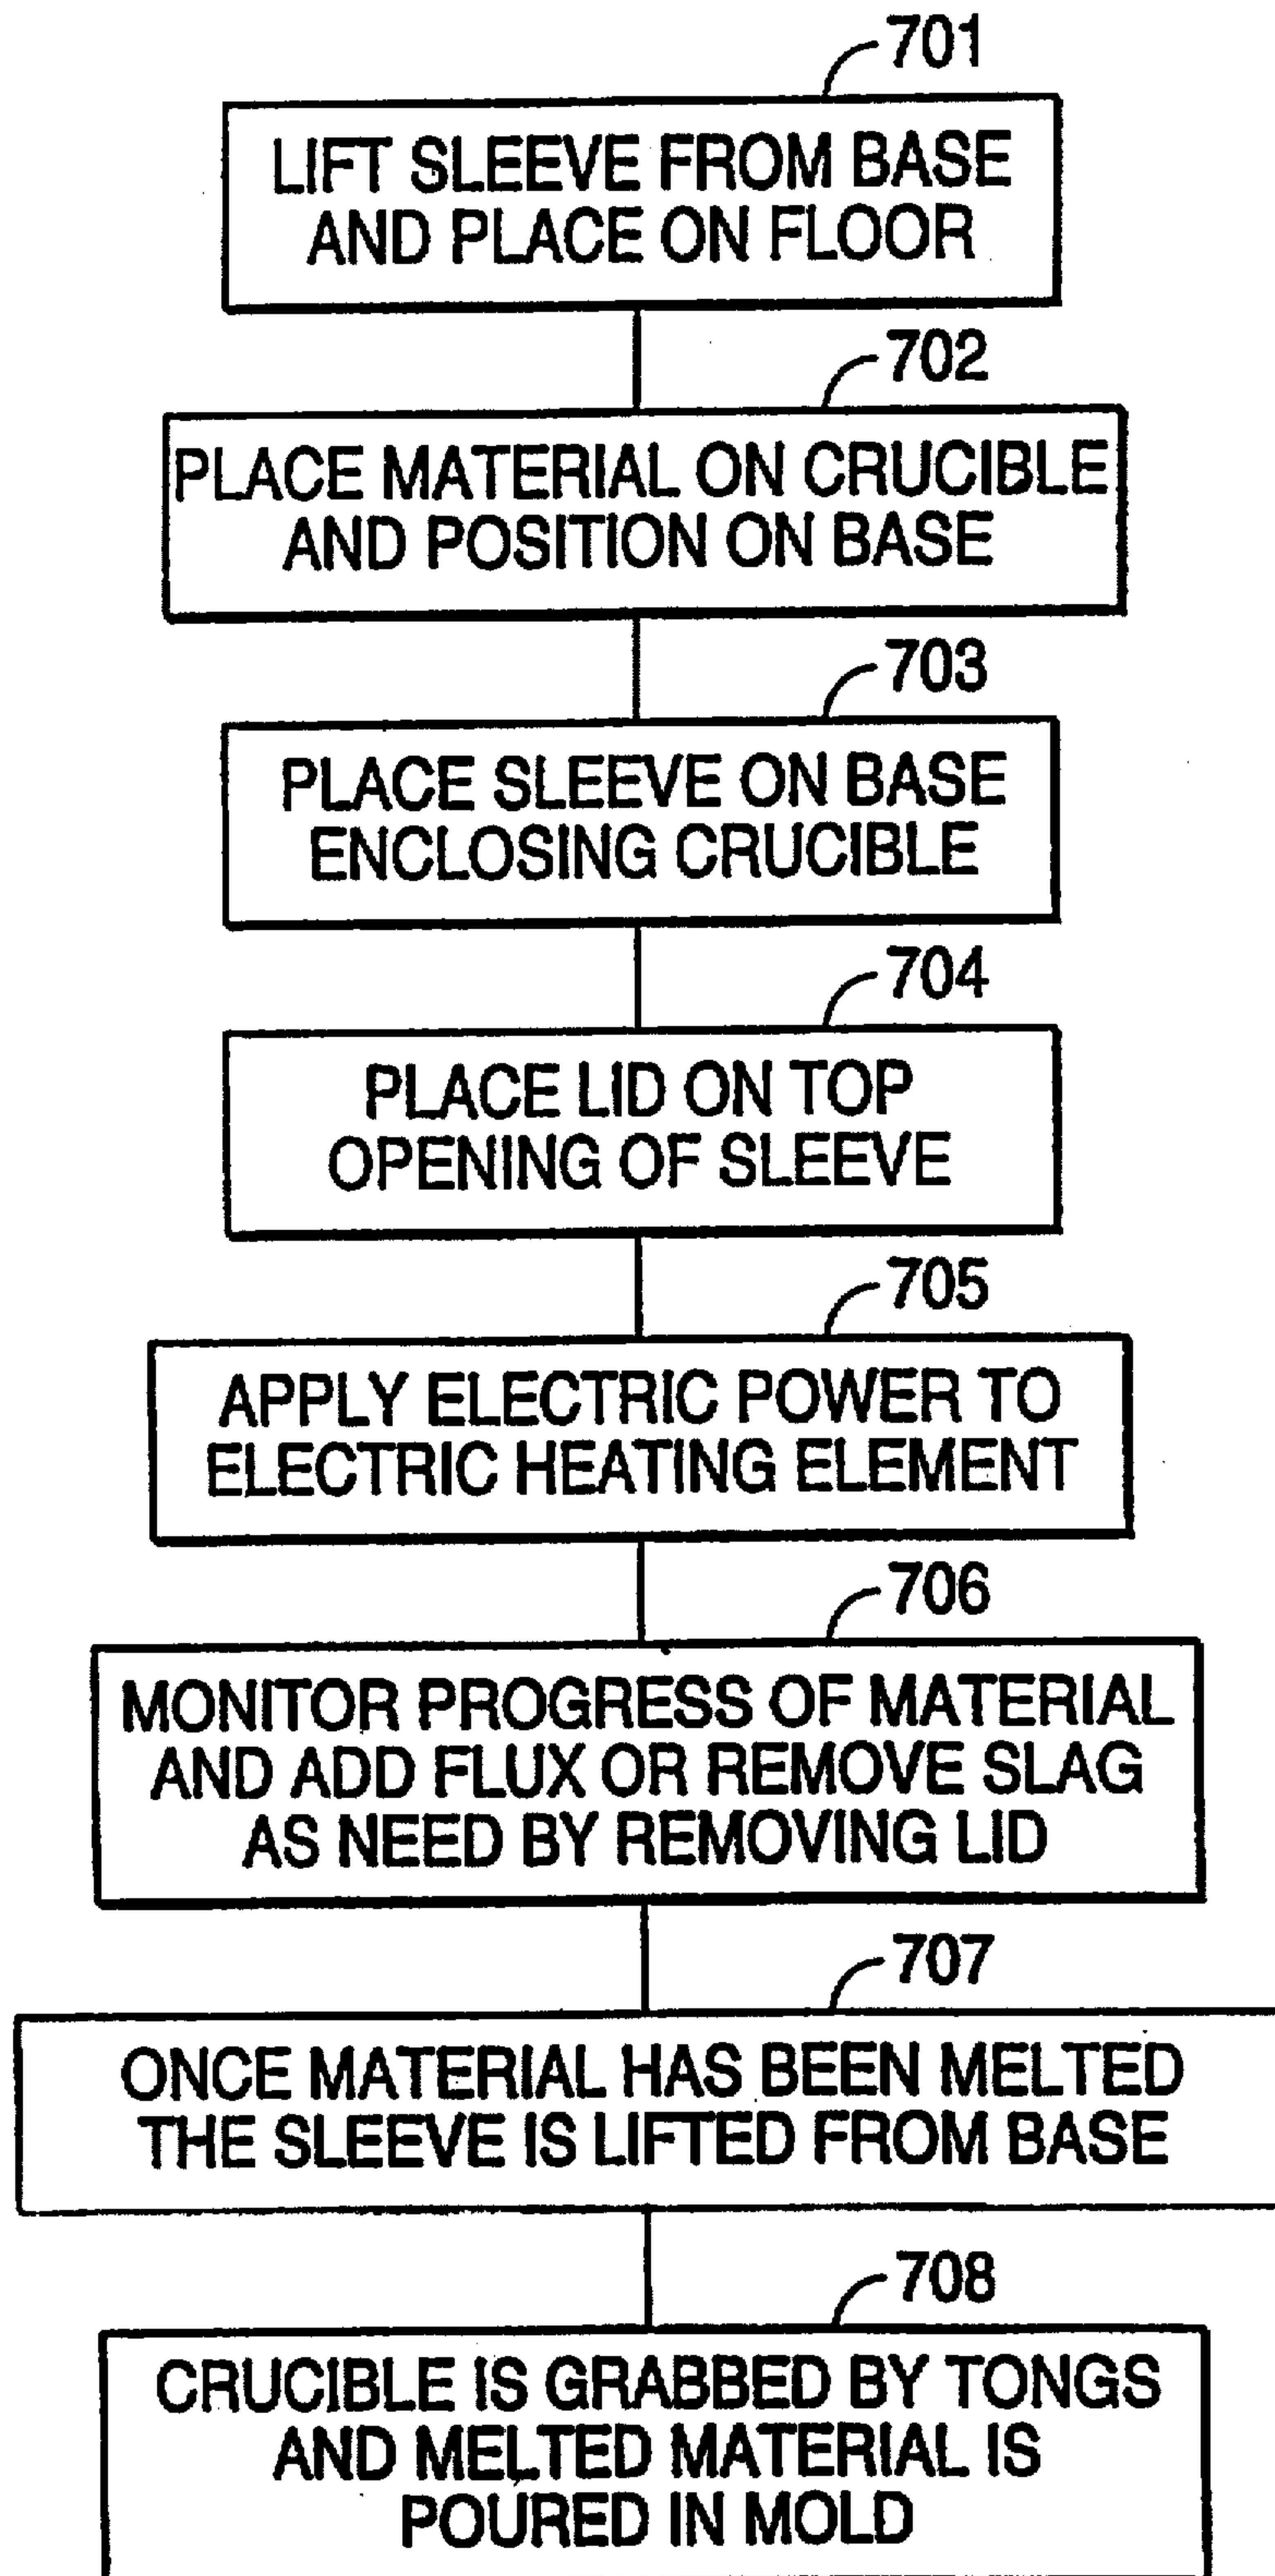 701
LIFT SLEEVE FROM BASE
AND PLACE ON FLOOR
702
PLACE MATERIAL ON CRUCIBLE
AND POSITION ON BASE
703
PLACE SLEEVE ON BASE
ENCLOSING CRUCIBLE
704
PLACE LID ON TOP
OPENING OF SLEEVE
705
APPLY ELECTRIC POWER TO
ELECTRIC HEATING ELEMENT
706
MONITOR PROGRESS OF MATERIAL
AND ADD FLUX OR REMOVE SLAG
AS NEED BY REMOVING LID
707
ONCE MATERIAL HAS BEEN MELTED
THE SLEEVE IS LIFTED FROM BASE
708
CRUCIBLE IS GRABBED BY TONGS
AND MELTED MATERIAL IS
POURED IN MOLD